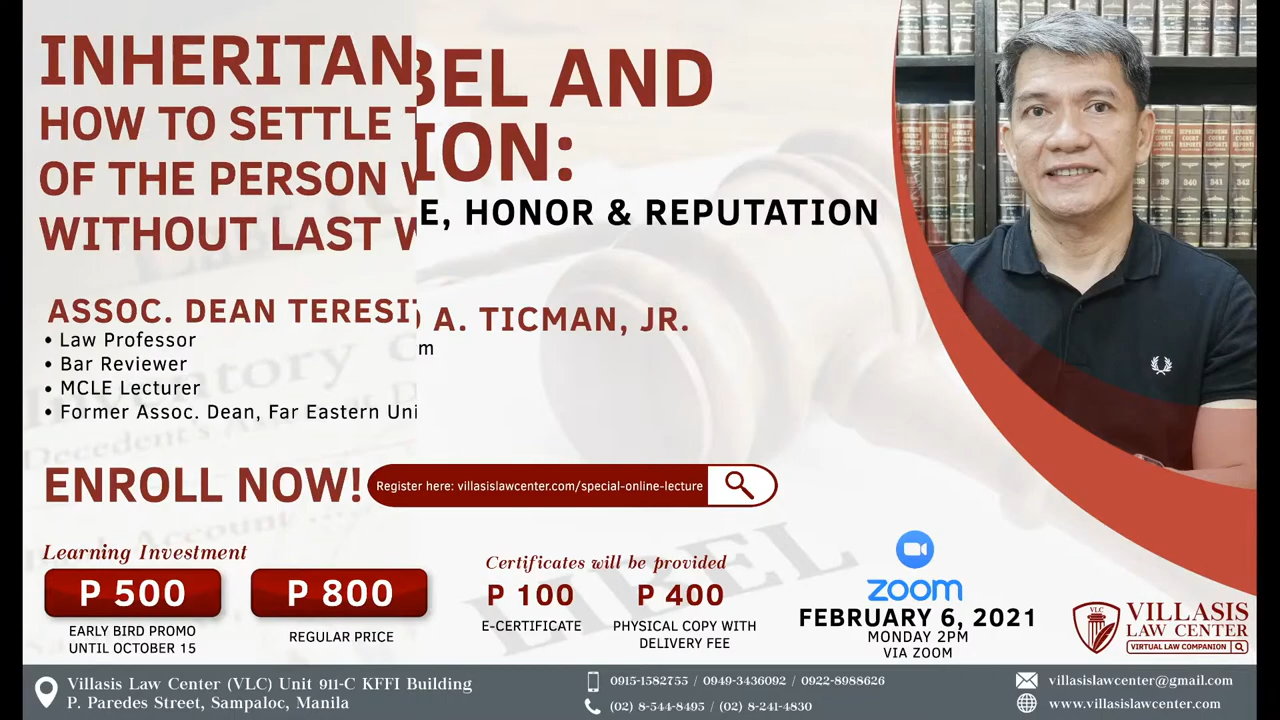 INHERITAN
HOW TO SETTLE
OF THE PERSON W
WITHOUT LAST W
BEL AND
ION:
E, HONOR & REPUTATION
ASSOC. DEAN TERESI
• Law Professor
• Bar Reviewer
• MCLE Lecturer
• Former Assoc. Dean, Far Eastern Uni
A. TICMAN, JR.
m
ENROLL NOW!
Register here: villasislawcenter.com/special-online-lecture
Learning Investment
P 500
EARLY BIRD PROMO
UNTIL OCTOBER 15
P 800
REGULAR PRICE
Certificates will be provided
P 100
E-CERTIFICATE
P 400
PHYSICAL COPY WITH
DELIVERY FEE
LIBEL
zoom
FEBRUARY 6, 2021
MONDAY 2PM
VIA ZOOM
VLC
VILLASIS
LAW CENTER
VIRTUAL LAW COMPANION
Villasis Law Center (VLC) Unit 911-C KFFI Building
P. Paredes Street, Sampaloc, Manila
0915-1582755 / 0949-3436092 / 0922-8988626
(02) 8-544-8495 / (02) 8-241-4830
villasislawcenter@gmail.com
www.villasislawcenter.com